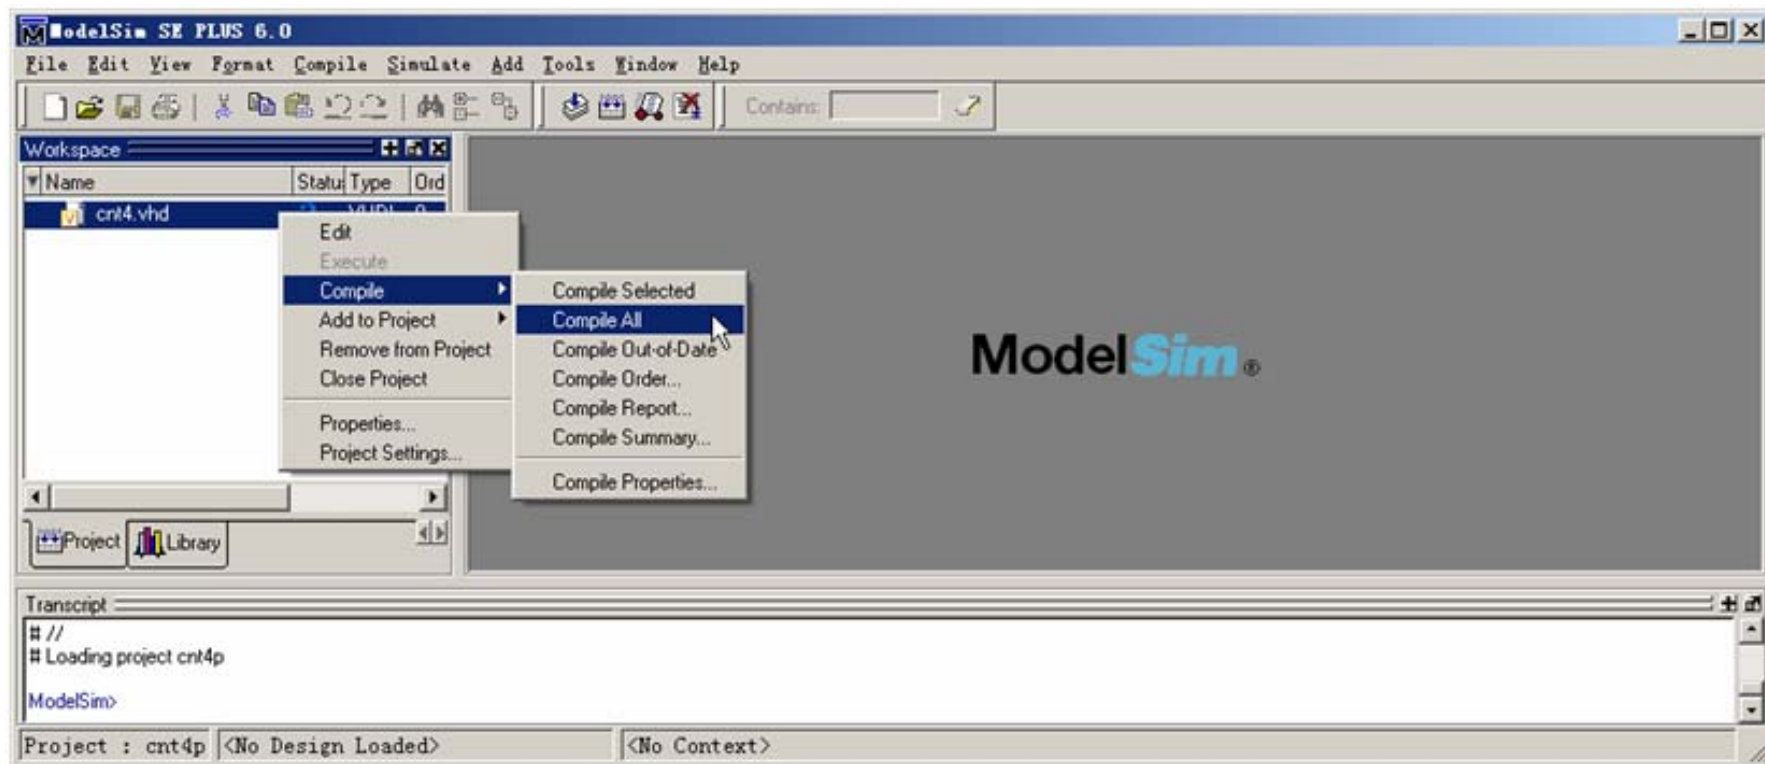 ModelSim SE PLUS 6.0
File Edit View Format Compile Simulate Add Tools Window Help
Contains:
Workspace
Name Statu Type Ord
cnt4.vhd
Edit
Execute
Compile
Add to Project
Remove from Project
Close Project
Properties...
Project Settings...
Compile Selected
Compile All
Compile Out-of-Date
Compile Order...
Compile Report...
Compile Summary...
Compile Properties...
ModelSim ®
Project Library
Transcript
# //
# Loading project cnt4p
ModelSim>
Project : cnt4p <No Design Loaded> <No Context>